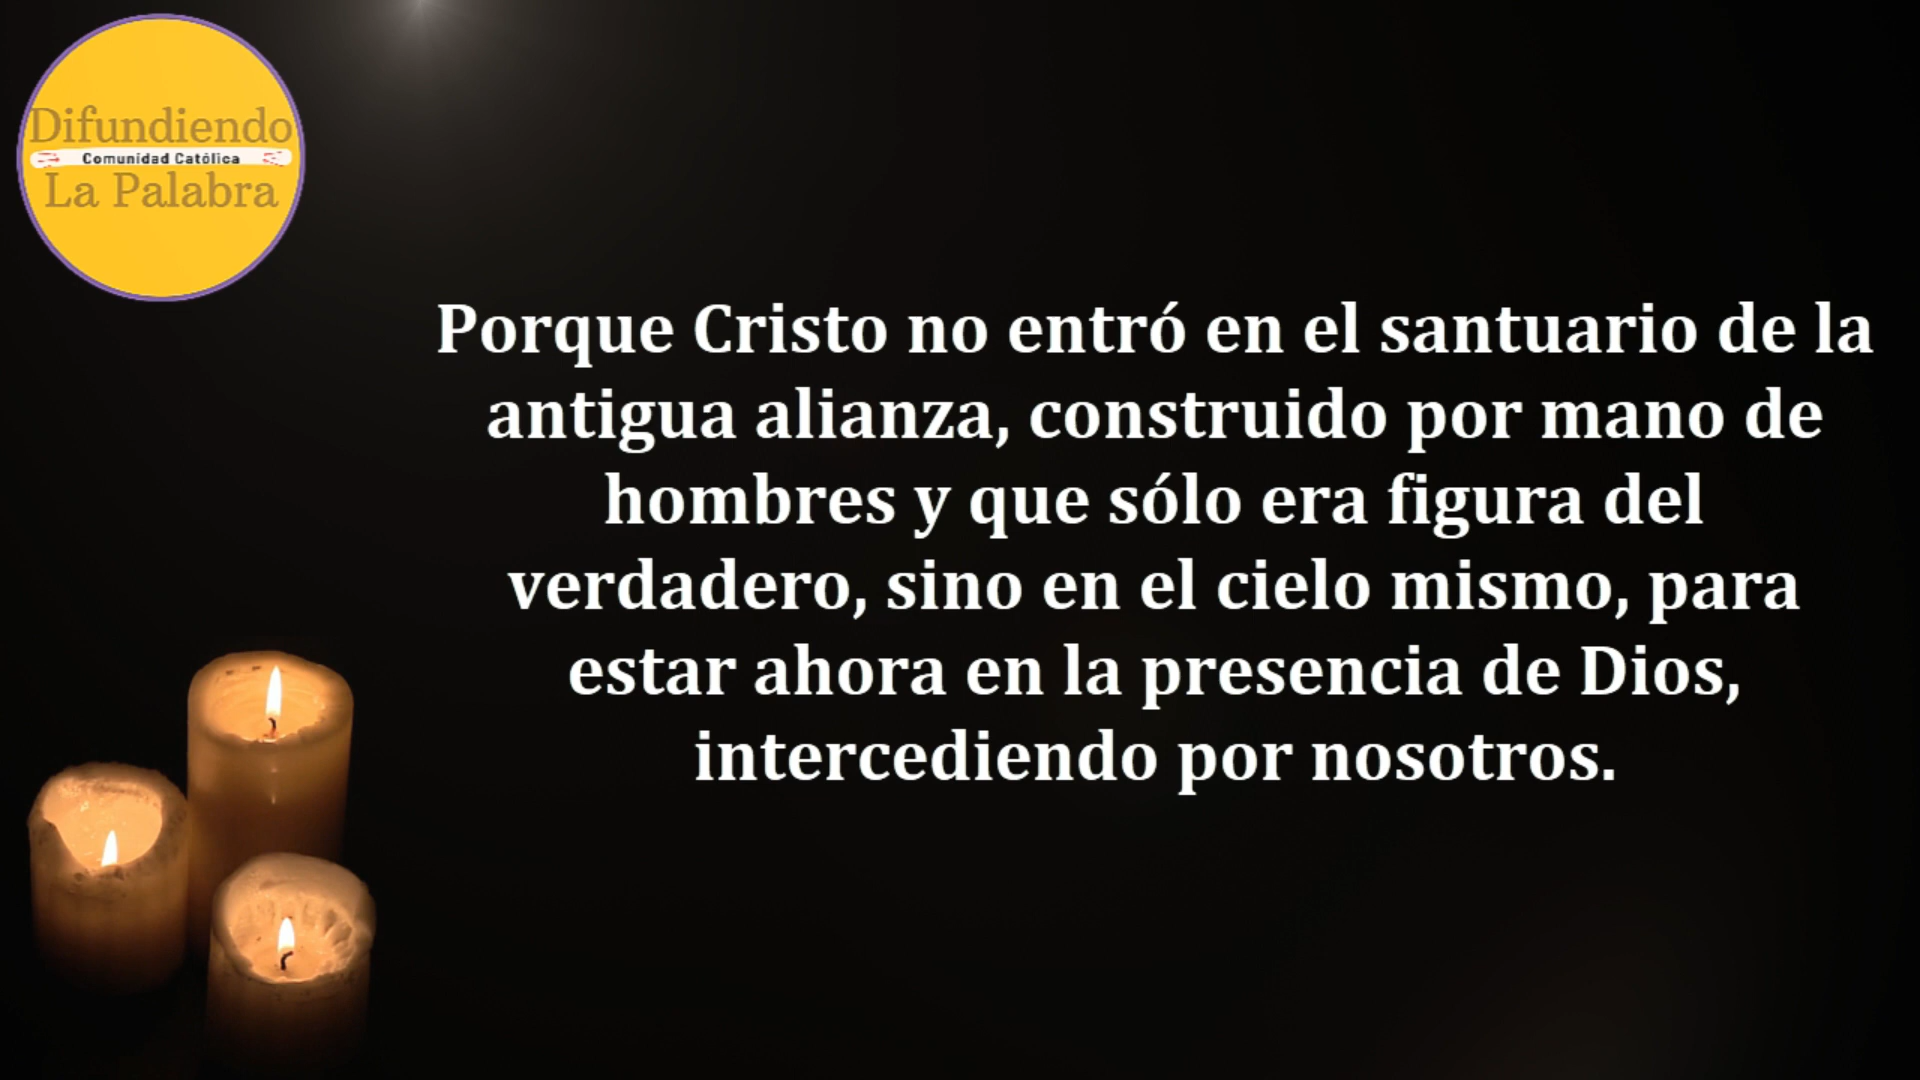 Difundiendo
Comunidad Católica
La Palabra
Porque Cristo no entró en el santuario de la
antigua alianza, construido por mano de
hombres y que sólo era figura del
verdadero, sino en el cielo mismo, para
estar ahora en la presencia de Dios,
intercediendo por nosotros.